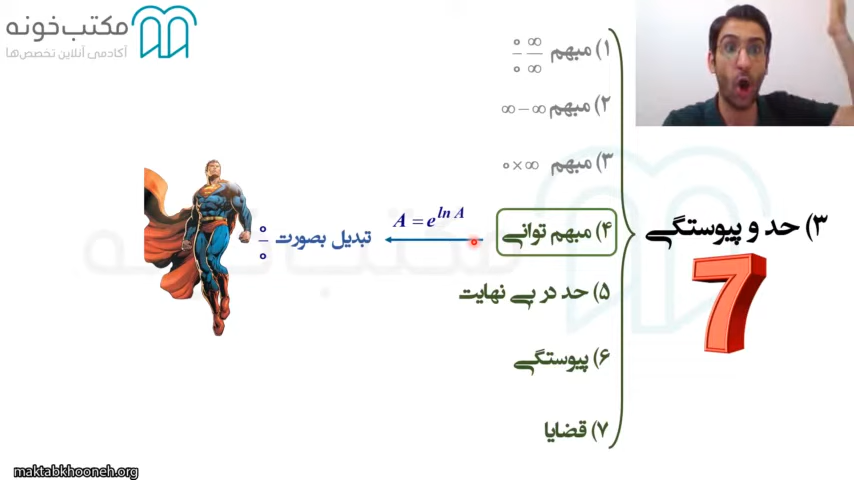 مکتب‌خونه
آکادمی آنلاین تخصص‌ها
۳) حد و پیوستگی
7
۱) مبهم ∞/∞ ۰/۰
۲) مبهم ∞ − ∞
۳) مبهم ۰ × ∞
۴) مبهم توانی
A = e^{ln A}
تبدیل بصورت ۰/۰
۵) حد در بی نهایت
۶) پیوستگی
۷) قضایا
maktabkhooneh.org